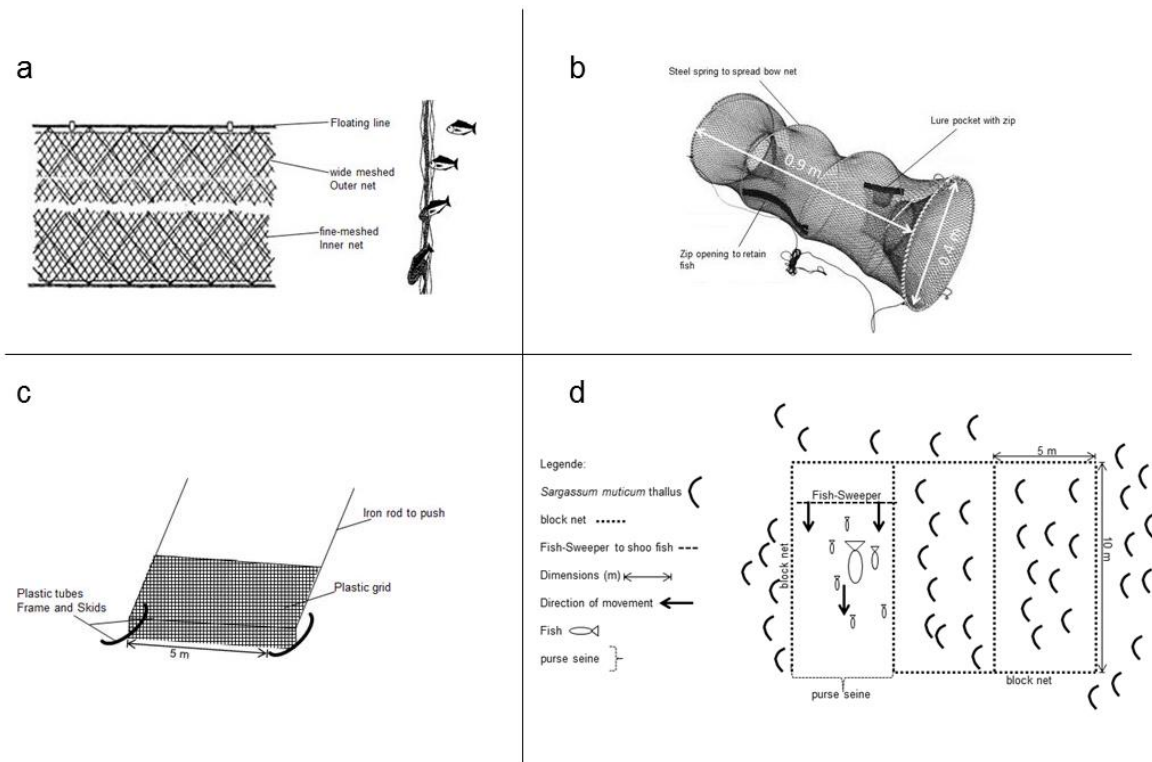 a
Floating line
wide meshed
Outer net
fine-meshed
Inner net
b
Steel spring to spread bow net
Lure pocket with zip
0.9 m
0.4 m
Zip opening to retain
fish
c
Iron rod to push
Plastic grid
Plastic tubes
Frame and Skids
5 m
d
Legende:
Sargassum muticum thallus
block net
Fish-Sweeper to shoo fish
Dimensions (m)
Direction of movement
Fish
purse seine
5 m
Fish-Sweeper
block net
10 m
block net
purse seine